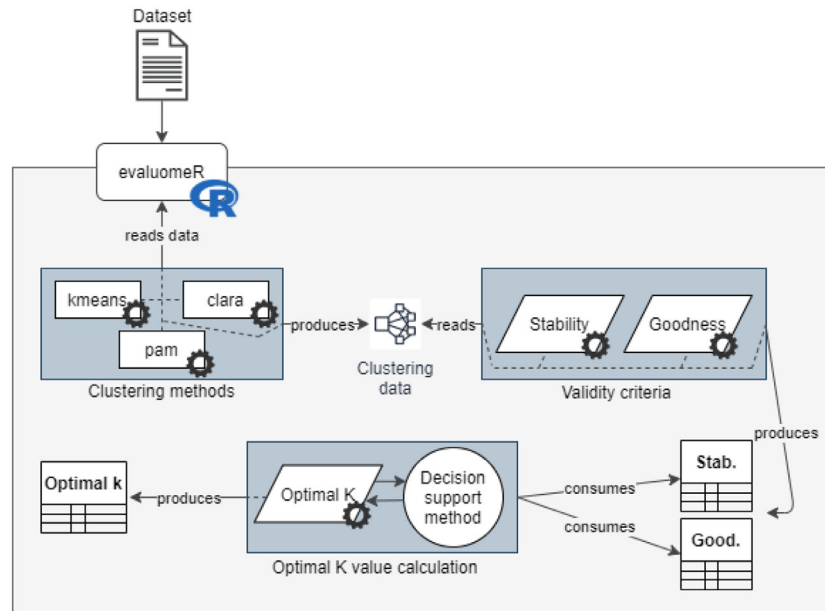 Dataset
evaluomeR
R
reads data
kmeans
clara
pam
Clustering methods
produces
Clustering
data
reads
Stability
Goodness
Validity criteria
produces
Optimal k
produces
Optimal K
Decision
support
method
Optimal K value calculation
consumes
consumes
Stab.
Good.